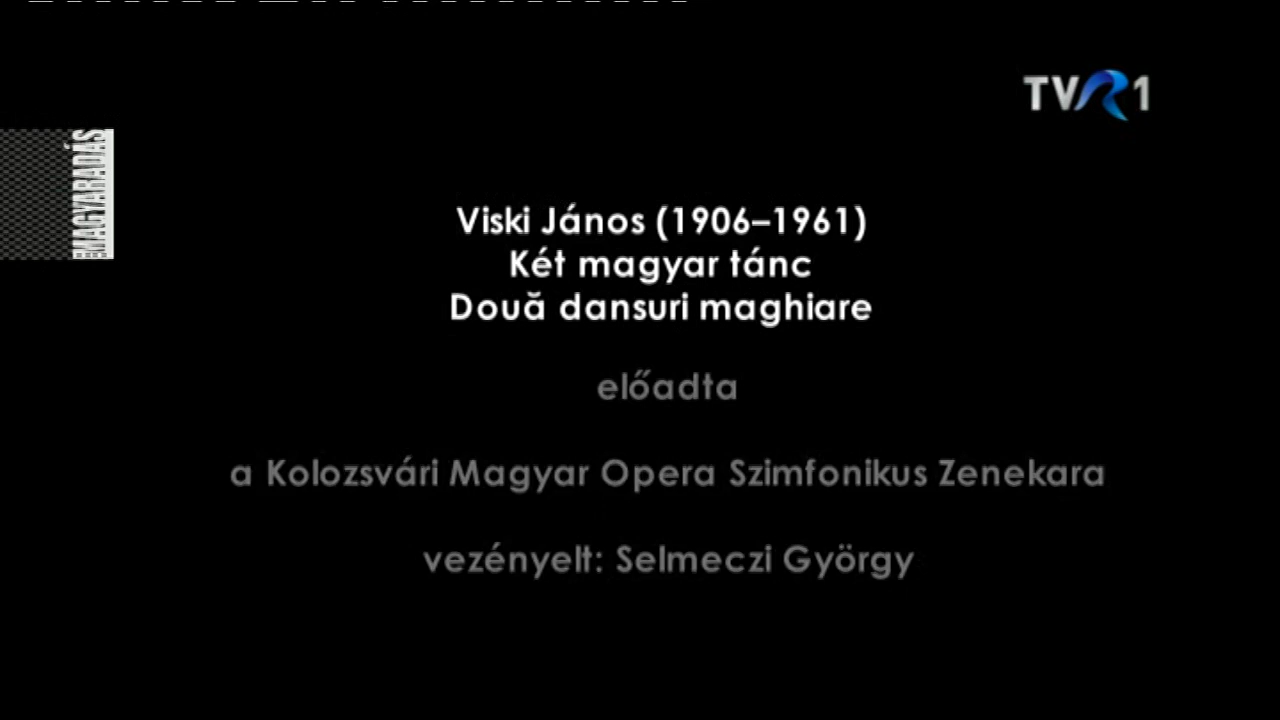 TVR1
MAGYARADÁS
Viski János (1906–1961)
Két magyar tánc
Două dansuri maghiare
előadta
a Kolozsvári Magyar Opera Szimfonikus Zenekara
vezényelt: Selmeczi György